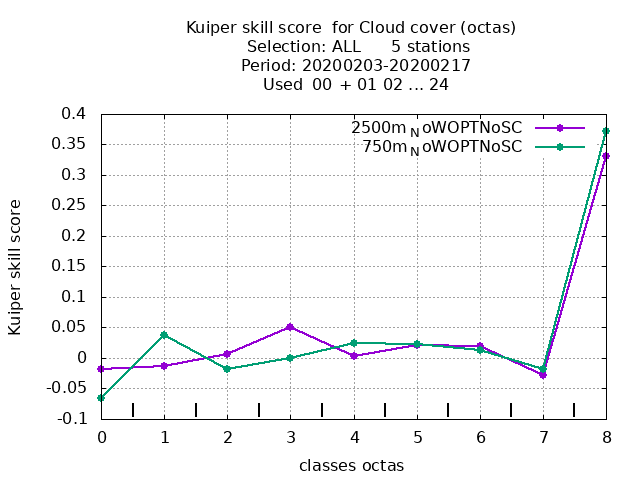 Kuiper skill score  for Cloud cover (octas)
Selection: ALL      5 stations
Period: 20200203-20200217
Used  00 + 01 02 ... 24
0.4
0.35
0.3
0.25
0.2
0.15
0.1
0.05
0
-0.05
-0.1
Kuiper skill score
2500m NoWOPTNoSC
750m NoWOPTNoSC
0 1 2 3 4 5 6 7 8
classes octas